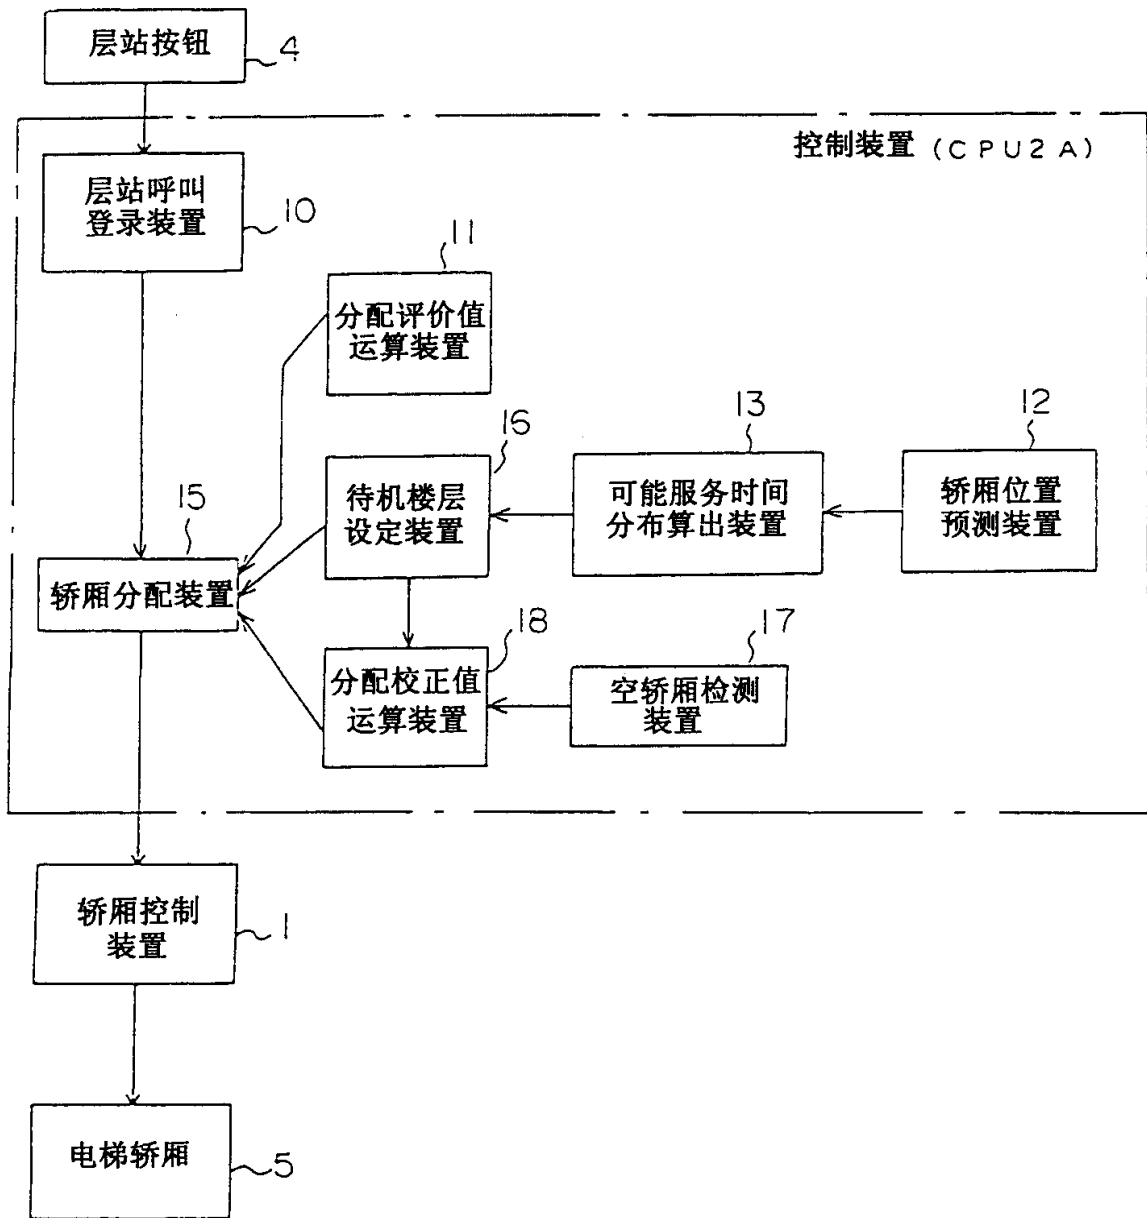 层站按钮
4
控制装置 (CPU2A)
层站呼叫
登录装置
10
11
分配评价值
运算装置
16
13
12
待机楼层
设定装置
可能服务时间
分布算出装置
轿厢位置
预测装置
15
轿厢分配装置
18
17
分配校正值
运算装置
空轿厢检测
装置
轿厢控制
装置
1
电梯轿厢
5